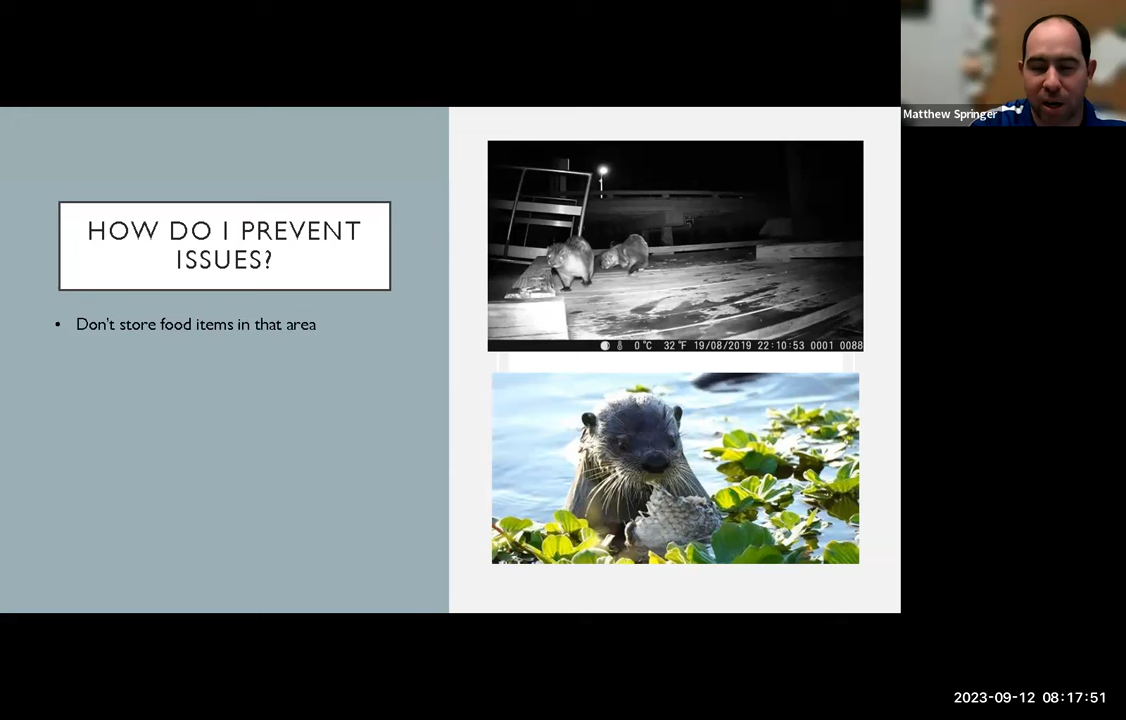 Matthew Springer
HOW DO I PREVENT
ISSUES?
• Don't store food items in that area
0°C 32°F 19/08/2019 22:10:53 0001 0088
2023-09-12 08:17:51